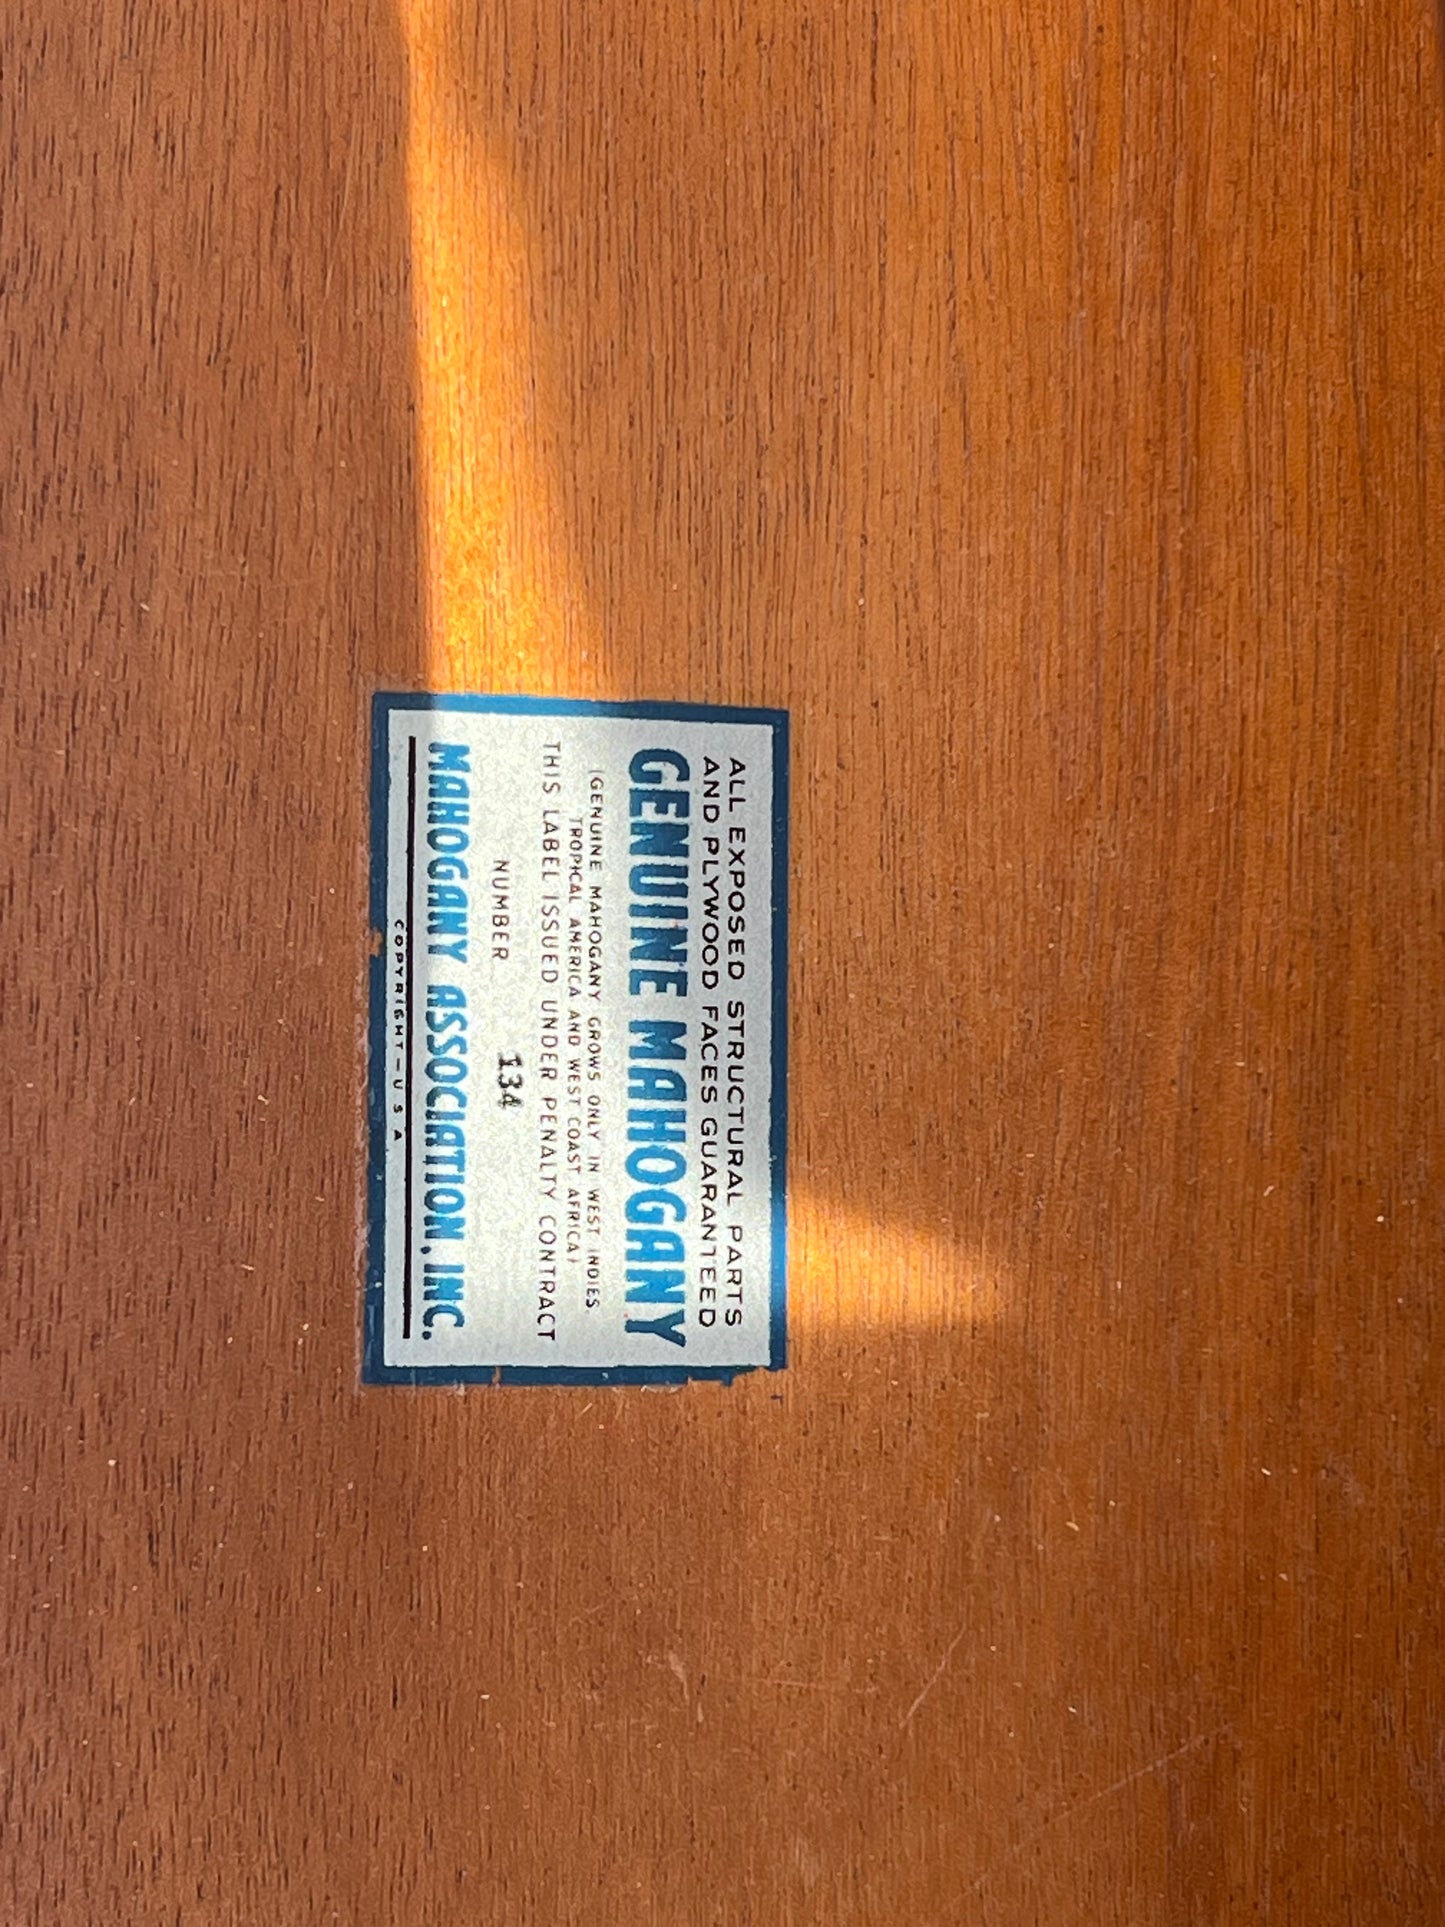 ALL EXPOSED STRUCTURAL PARTS
AND PLYWOOD FACES GUARANTEED
GENUINE MAHOGANY
(GENUINE MAHOGANY GROWS ONLY IN WEST INDIES
TROPICAL AMERICA AND WEST COAST AFRICA)
THIS LABEL ISSUED UNDER PENALTY CONTRACT
NUMBER 134
MAHOGANY ASSOCIATION, INC.
COPYRIGHT - U S A